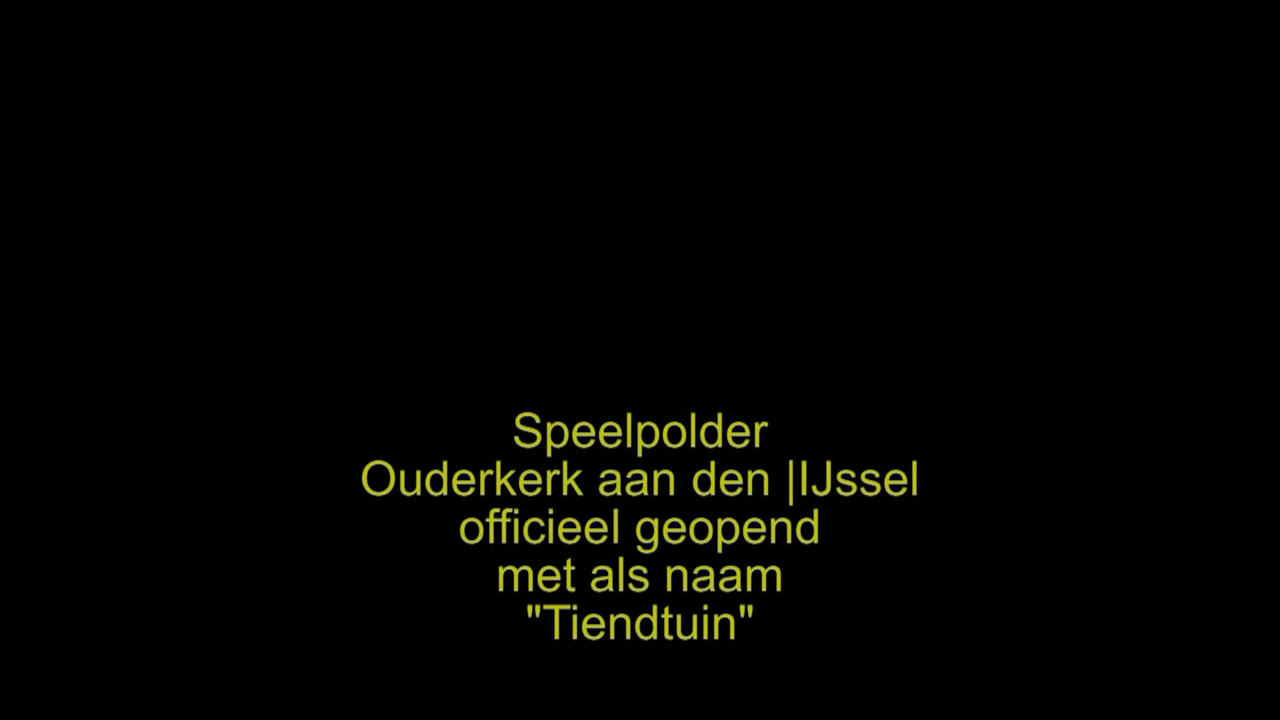 Speelpolder
Ouderkerk aan den |IJssel
officieel geopend
met als naam
"Tiendtuin"